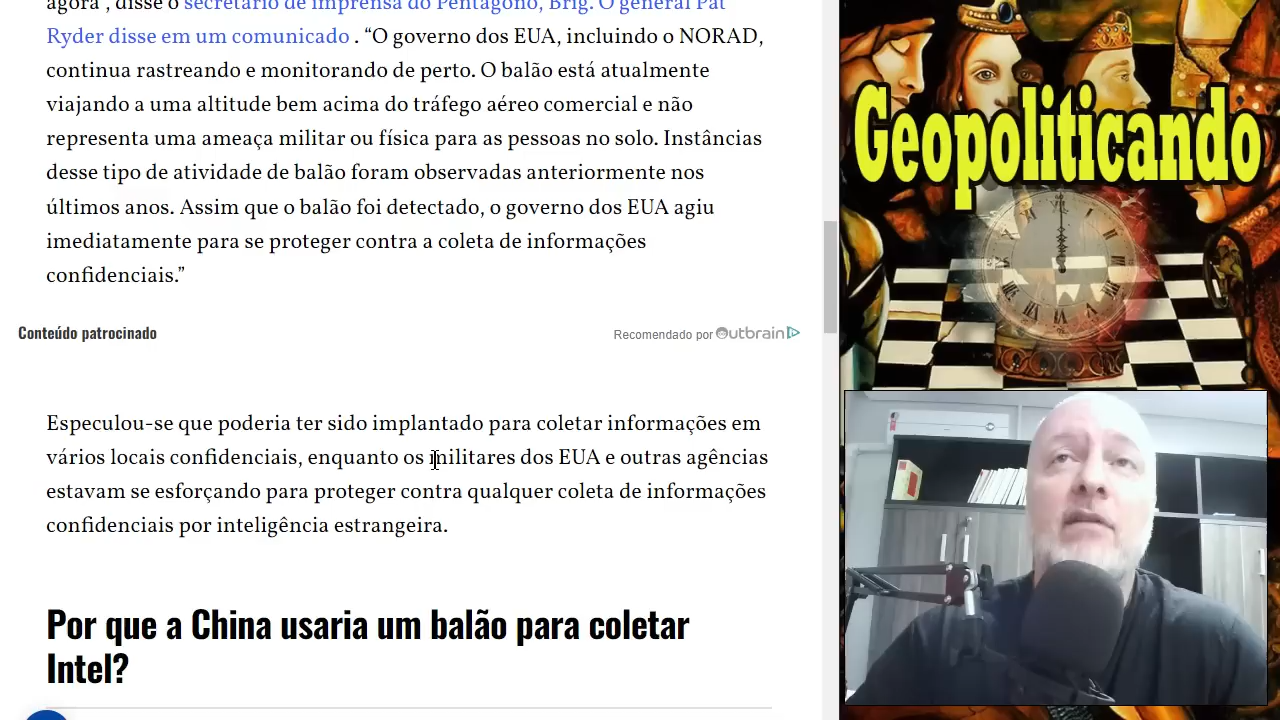 agora”, disse o secretário de imprensa do Pentágono, Brig. O general Pat
Ryder disse em um comunicado . “O governo dos EUA, incluindo o NORAD,
continua rastreando e monitorando de perto. O balão está atualmente
viajando a uma altitude bem acima do tráfego aéreo comercial e não
representa uma ameaça militar ou física para as pessoas no solo. Instâncias
desse tipo de atividade de balão foram observadas anteriormente nos
últimos anos. Assim que o balão foi detectado, o governo dos EUA agiu
imediatamente para se proteger contra a coleta de informações
confidenciais.”
Conteúdo patrocinado
Recomendado por Outbrain
Especulou-se que poderia ter sido implantado para coletar informações em
vários locais confidenciais, enquanto os militares dos EUA e outras agências
estavam se esforçando para proteger contra qualquer coleta de informações
confidenciais por inteligência estrangeira.
Por que a China usaria um balão para coletar
Intel?
Geopoliticando